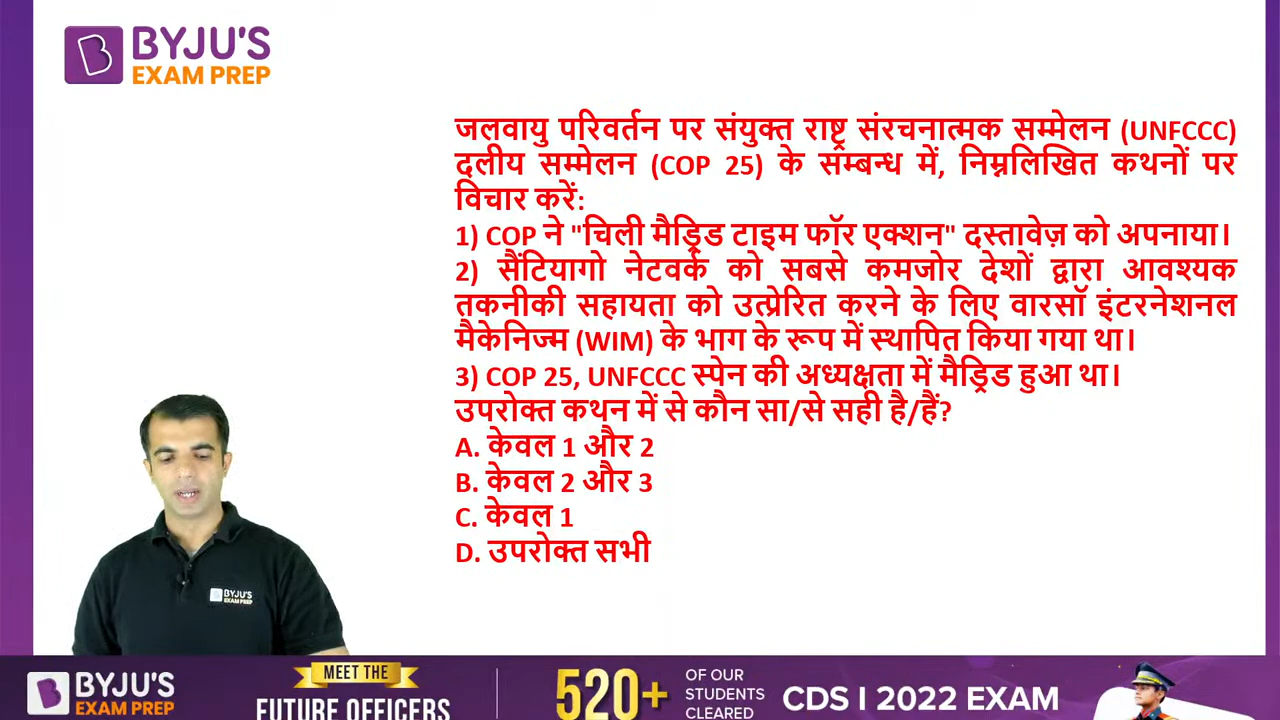 BYJU'S
EXAM PREP
जलवायु परिवर्तन पर संयुक्त राष्ट्र संरचनात्मक सम्मेलन (UNFCCC)
दलीय सम्मेलन (COP 25) के सम्बन्ध में, निम्नलिखित कथनों पर
विचार करें:
1) COP ने "चिली मैड्रिड टाइम फॉर एक्शन" दस्तावेज़ को अपनाया।
2) सैंटियागो नेटवर्क को सबसे कमजोर देशों द्वारा आवश्यक
तकनीकी सहायता को उत्प्रेरित करने के लिए वारसॉ इंटरनेशनल
मैकेनिज्म (WIM) के भाग के रूप में स्थापित किया गया था।
3) COP 25, UNFCCC स्पेन की अध्यक्षता में मैड्रिड हुआ था।
उपरोक्त कथन में से कौन सा/से सही है/हैं?
A. केवल 1 और 2
B. केवल 2 और 3
C. केवल 1
D. उपरोक्त सभी
BYJU'S
EXAM PREP
BYJU'S
EXAM PREP
MEET THE
FUTURE OFFICERS
520+
OF OUR
STUDENTS
CLEARED
CDS I 2022 EXAM